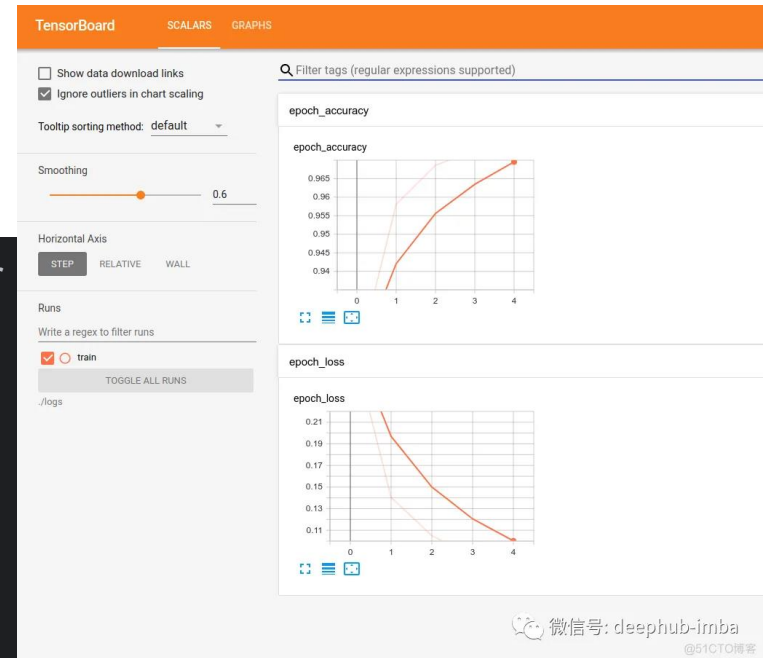 TensorBoard SCALARS GRAPHS
Show data download links
Ignore outliers in chart scaling
Tooltip sorting method: default
Smoothing
0.6
Horizontal Axis
STEP RELATIVE WALL
Runs
Write a regex to filter runs
train
TOGGLE ALL RUNS
./logs
Filter tags (regular expressions supported)
epoch_accuracy
epoch_accuracy
0.965
0.96
0.955
0.95
0.945
0.94
0 1 2 3 4
epoch_loss
epoch_loss
0.21
0.19
0.17
0.15
0.13
0.11
0 1 2 3 4
微信号: deephub-imba
@51CTO博客